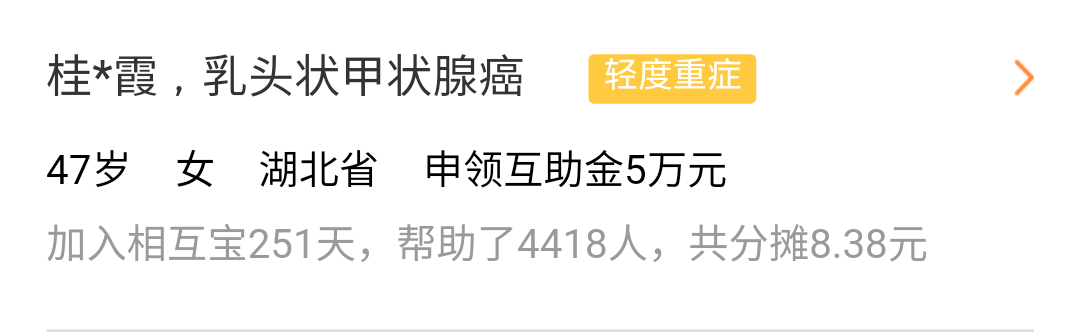 桂*霞，乳头状甲状腺癌 轻度重症
47岁 女 湖北省 申领互助金5万元
加入相互宝251天，帮助了4418人，共分摊8.38元